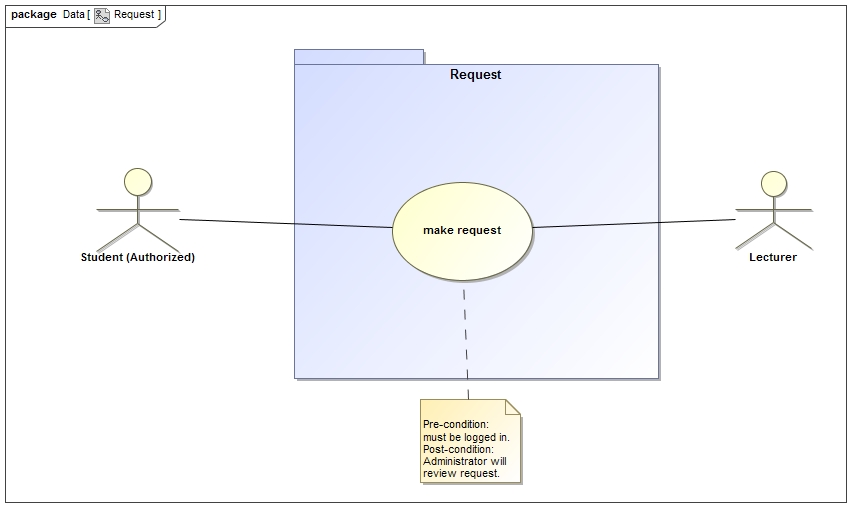 package Data [ Request ]
Request
make request
Student (Authorized)
Lecturer
Pre-condition:
must be logged in.
Post-condition:
Administrator will
review request.